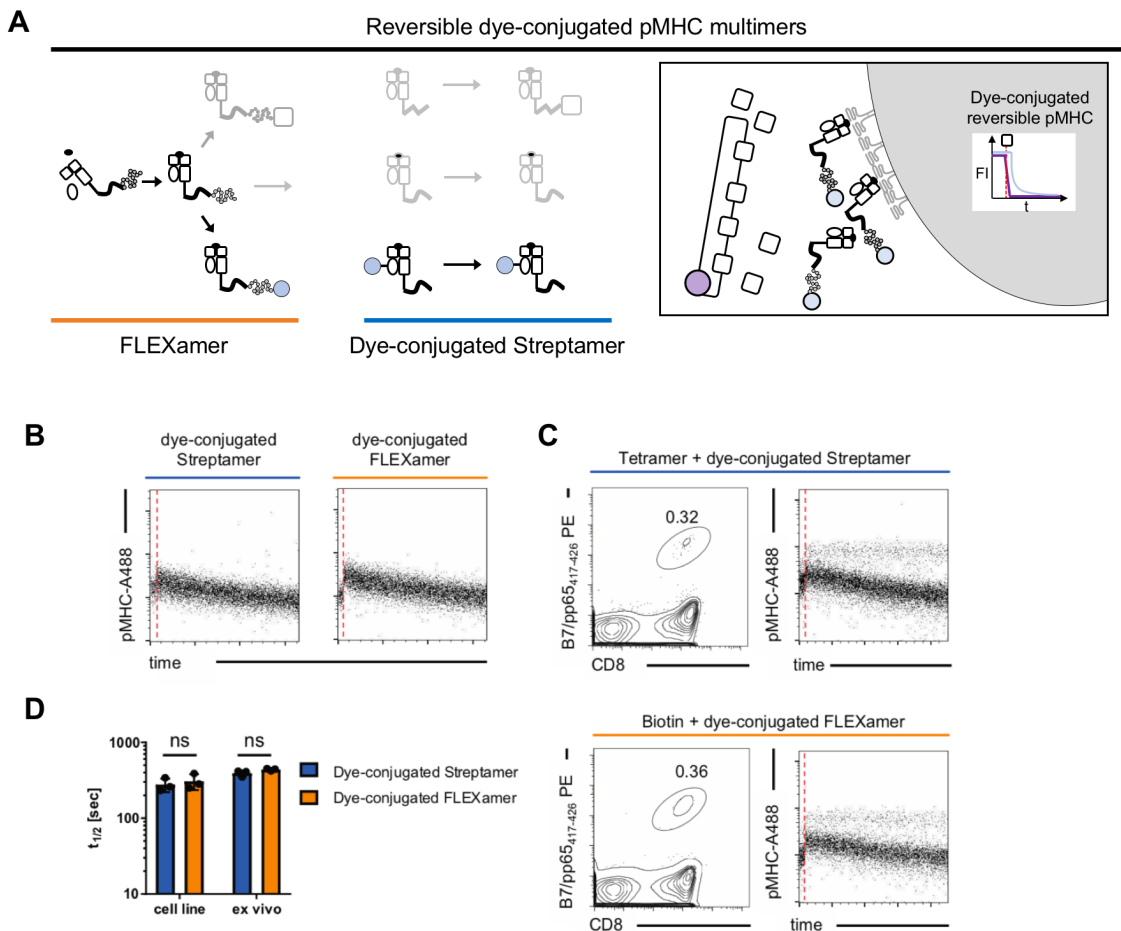 A
Reversible dye-conjugated pMHC multimers
Dye-conjugated
reversible pMHC
FI
t
FLEXamer
Dye-conjugated Streptamer
B
dye-conjugated
Streptamer
dye-conjugated
FLEXamer
pMHC-A488
time
C
Tetramer + dye-conjugated Streptamer
B7/pp65417-426 PE
0.32
CD8
pMHC-A488
time
Biotin + dye-conjugated FLEXamer
B7/pp65417-426 PE
0.36
CD8
pMHC-A488
time
D
t1/2 [sec]
1000
100
10
ns
ns
cell line
ex vivo
Dye-conjugated Streptamer
Dye-conjugated FLEXamer